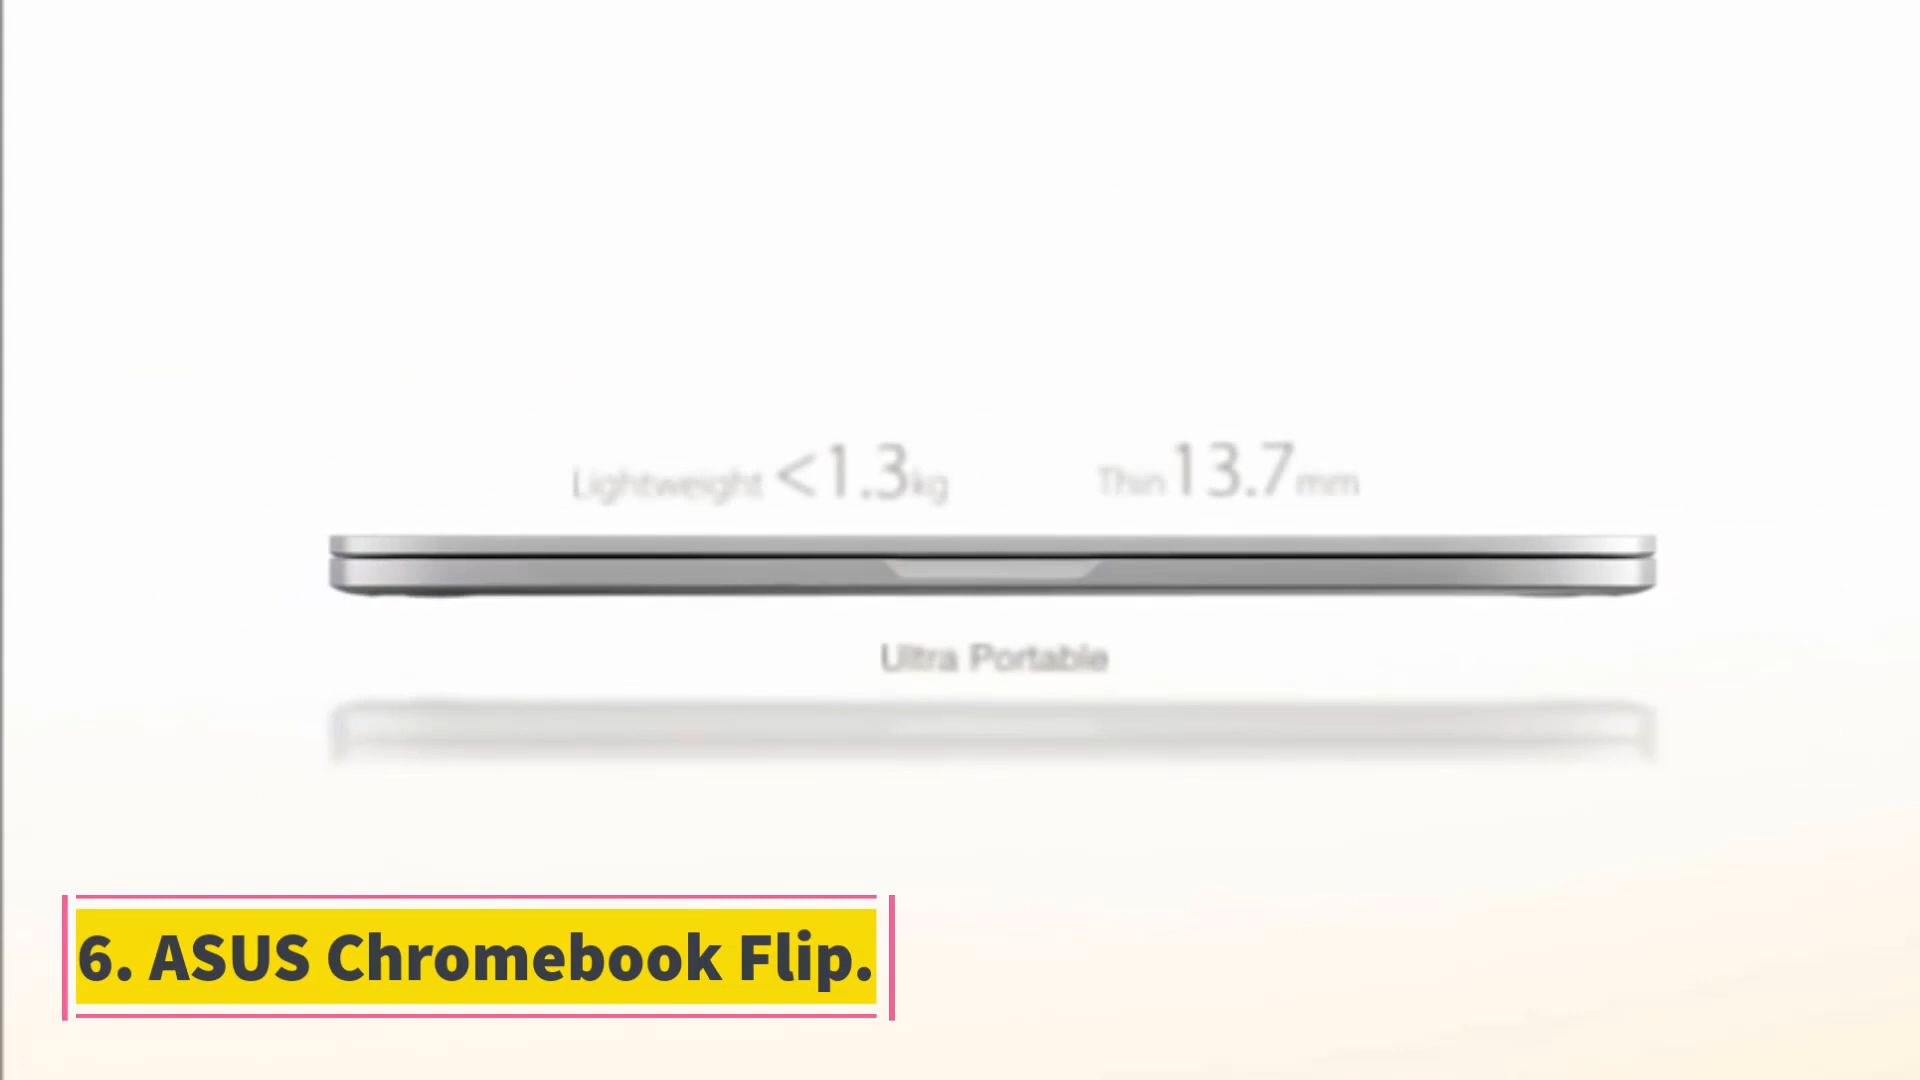 Lightweight <1.3kg Thin 13.7mm
Ultra Portable
6. ASUS Chromebook Flip.